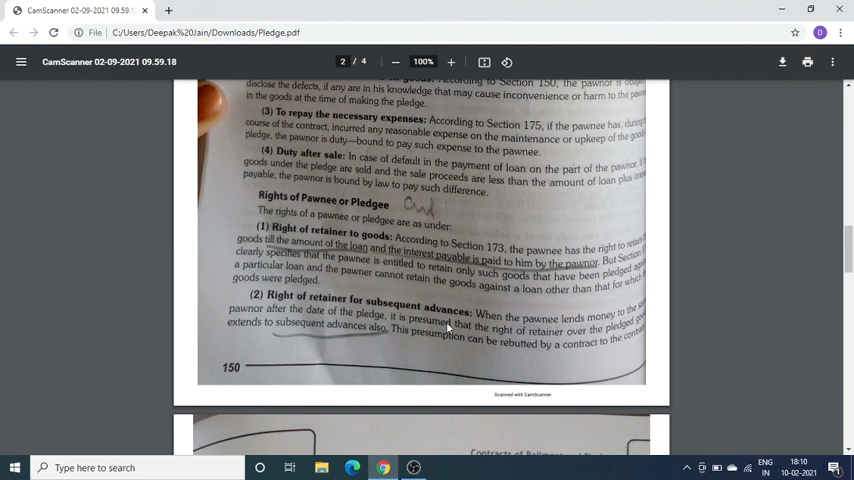 CamScanner 02-09-2021 09.59.1
File
C:/Users/Deepak%20Jain/Downloads/Pledge.pdf
D
CamScanner 02-09-2021 09.59.18
2 / 4
100%
goods: According to Section 150, the pawnor is
disclose the defects, if any are in his knowledge that may cause inconvenience or harm to the
in the goods at the time of making the pledge.
(3) To repay the necessary expenses: According to Section 175, if the pawnee has, during
course of the contract, incurred any reasonable expense on the maintenance or upkeep of the
pledge, the pawnor is duty—bound to pay such expense to the pawnee.
(4) Duty after sale: In case of default in the payment of loan on the part of the pawnor,
goods under the pledge are sold and the sale proceeds are less than the amount of loan plus
payable, the pawnor is bound by law to pay such difference.
Rights of Pawnee or Pledgee
The rights of a pawnee or pledgee are as under:
(1) Right of retainer to goods: According to Section 173, the pawnee has the right to retain
goods till the amount of the loan and the interest payable is paid to him by the pawnor. But Section
clearly specifies that the pawnee is entitled to retain only such goods that have been pledged
a particular loan and the pawner cannot retain the goods against a loan other than that for which
goods were pledged.
(2) Right of retainer for subsequent advances: When the pawnee lends money to the
pawnor after the date of the pledge, it is presumed that the right of retainer over the pledged
extends to subsequent advances also. This presumption can be rebutted by a contract to the
150
Scanned with CamScanner
Contracts of Bailment and
Type here to search
ENG
IN
18:10
10-02-2021
1